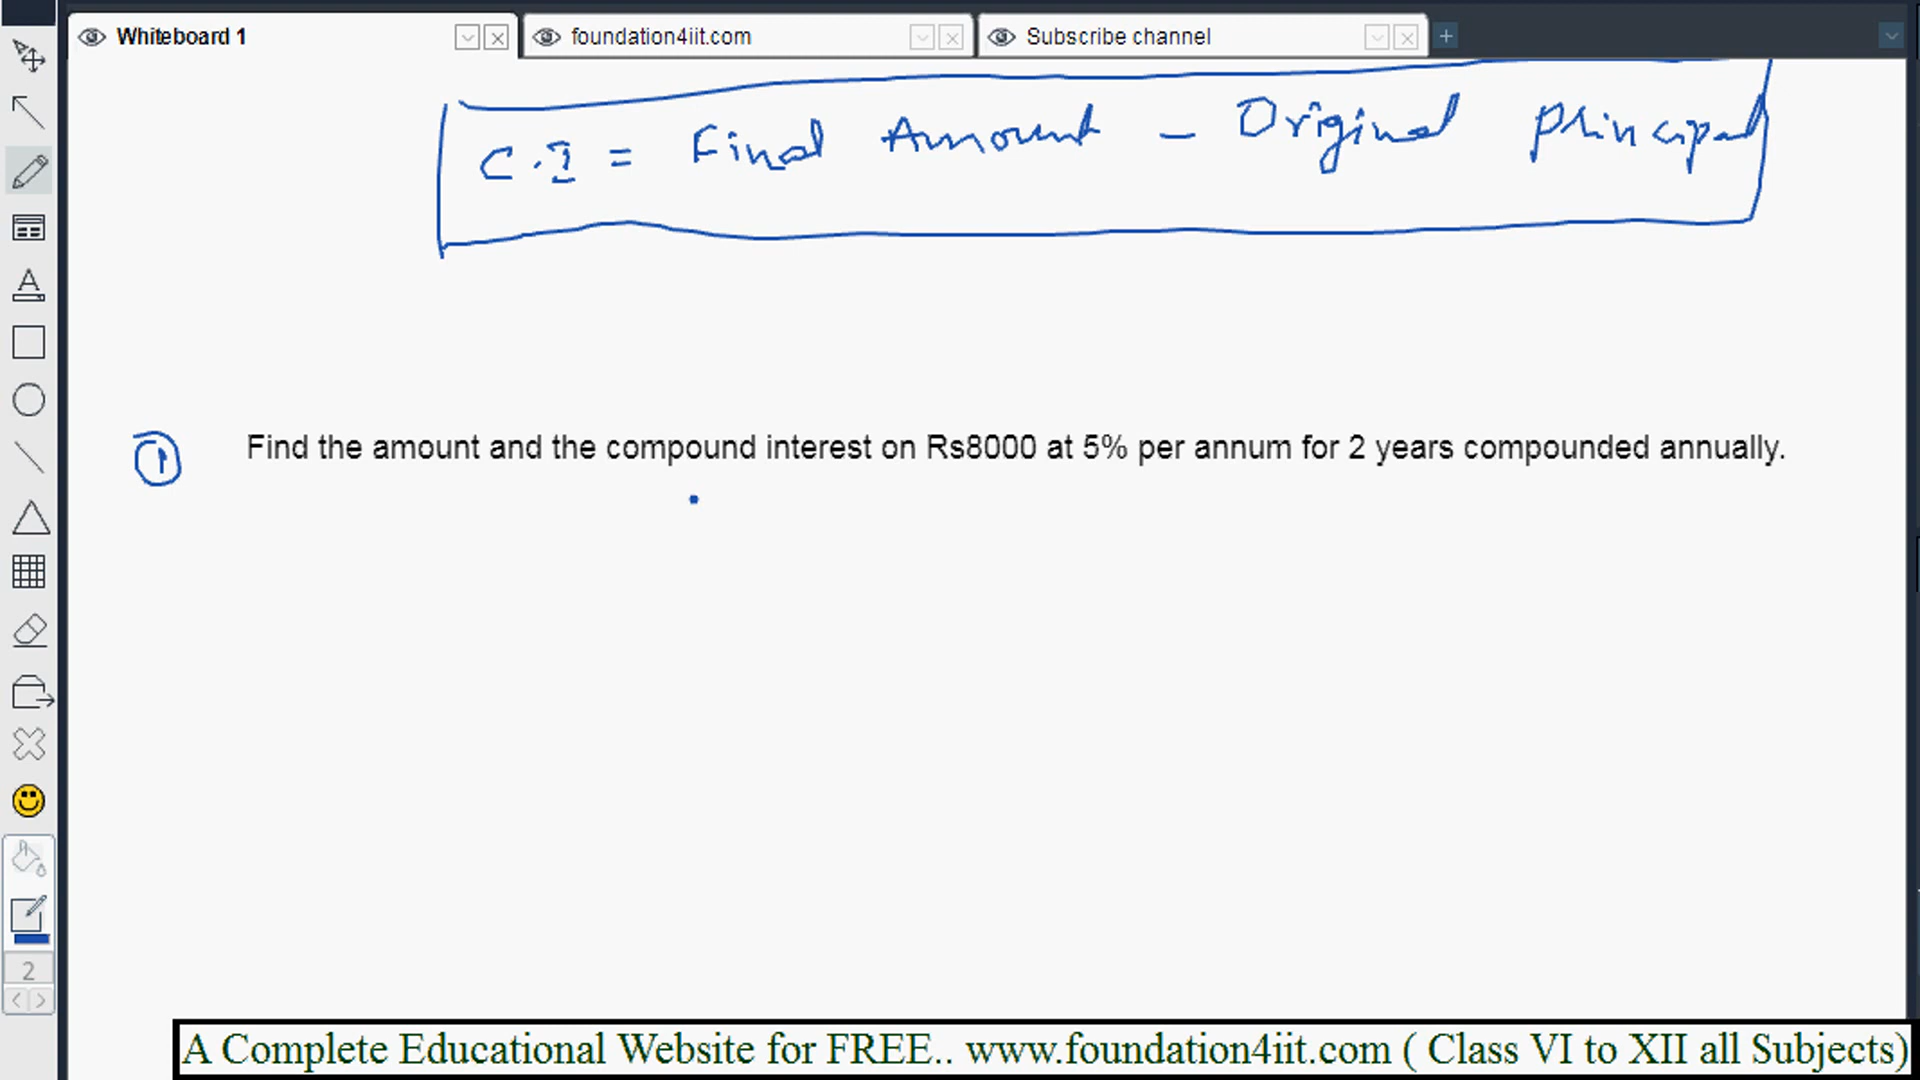 Whiteboard 1
foundation4iit.com
Subscribe channel
C.I = Final Amount - Original Principal
1 Find the amount and the compound interest on Rs8000 at 5% per annum for 2 years compounded annually.
2
A Complete Educational Website for FREE.. www.foundation4iit.com ( Class VI to XII all Subjects)